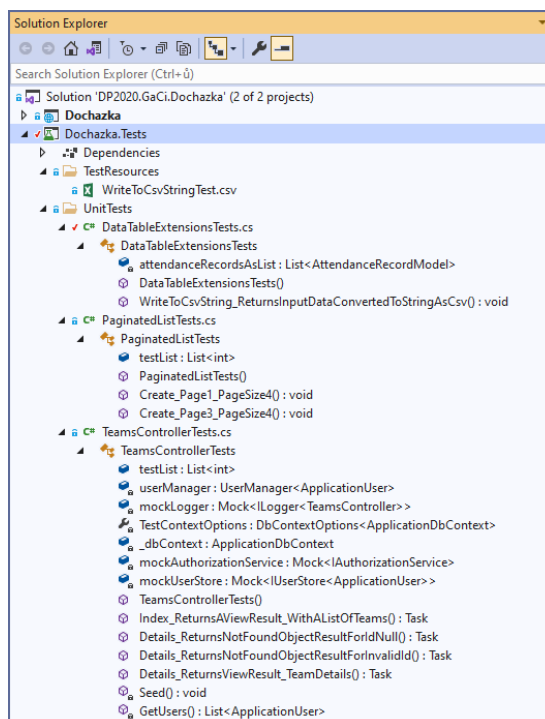 Solution Explorer
Search Solution Explorer (Ctrl+ů)
Solution 'DP2020.GaCi.Dochazka' (2 of 2 projects)
Dochazka
Dochazka.Tests
Dependencies
TestResources
WriteToCsvStringTest.csv
UnitTests
C# DataTableExtensionsTests.cs
DataTableExtensionsTests
attendanceRecordsAsList : List<AttendanceRecordModel>
DataTableExtensionsTests()
WriteToCsvString_ReturnsInputDataConvertedToStringAsCsv() : void
C# PaginatedListTests.cs
PaginatedListTests
testList : List<int>
PaginatedListTests()
Create_Page1_PageSize4() : void
Create_Page3_PageSize4() : void
C# TeamsControllerTests.cs
TeamsControllerTests
testList : List<int>
userManager : UserManager<ApplicationUser>
mockLogger : Mock<ILogger<TeamsController>>
TestContextOptions : DbContextOptions<ApplicationDbContext>
_dbContext : ApplicationDbContext
mockAuthorizationService : Mock<IAuthorizationService>
mockUserStore : Mock<IUserStore<ApplicationUser>>
TeamsControllerTests()
Index_ReturnsAViewResult_WithAListOfTeams() : Task
Details_ReturnsNotFoundObjectResultForIdNull() : Task
Details_ReturnsNotFoundObjectResultForInvalidId() : Task
Details_ReturnsViewResult_TeamDetails() : Task
Seed() : void
GetUsers() : List<ApplicationUser>